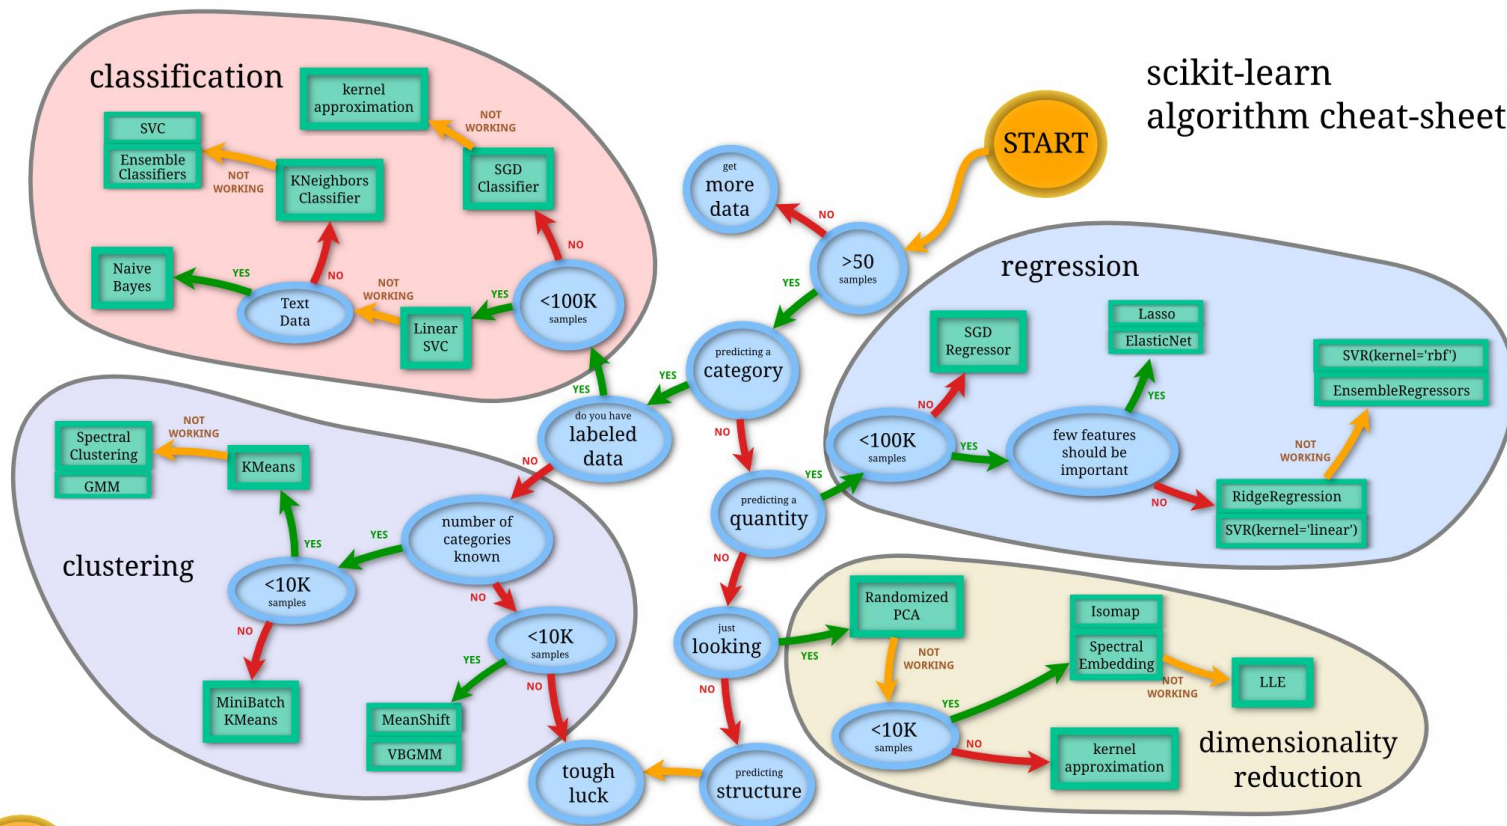 scikit-learn
algorithm cheat-sheet
START
classification
kernel
approximation
NOT
WORKING
SVC
Ensemble
Classifiers
NOT
WORKING
KNeighbors
Classifier
SGD
Classifier
NO
Naive
Bayes
YES
NO
Text
Data
NOT
WORKING
Linear
SVC
YES
<100K
samples
YES
get
more
data
NO
>50
samples
YES
predicting a
category
YES
NO
do you have
labeled
data
NO
predicting a
quantity
YES
NO
just
looking
YES
NO
predicting
structure
tough
luck
regression
SGD
Regressor
Lasso
ElasticNet
SVR(kernel='rbf')
EnsembleRegressors
NO
YES
<100K
samples
YES
few features
should be
important
NO
NOT
WORKING
RidgeRegression
SVR(kernel='linear')
clustering
Spectral
Clustering
GMM
NOT
WORKING
KMeans
number of
categories
known
YES
YES
<10K
samples
NO
NO
<10K
samples
YES
NO
MiniBatch
KMeans
MeanShift
VBGMM
Randomized
PCA
NOT
WORKING
Isomap
Spectral
Embedding
NOT
WORKING
LLE
YES
<10K
samples
NO
kernel
approximation
dimensionality
reduction